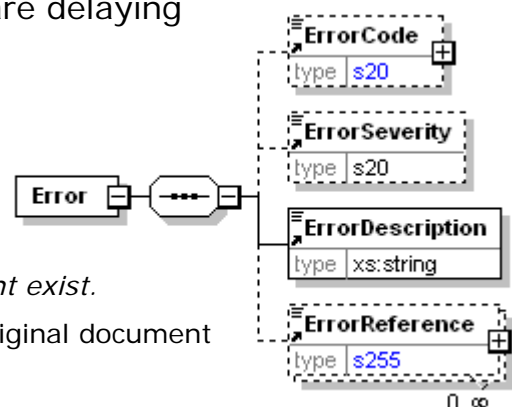 are delaying
ErrorCode
type s20
ErrorSeverity
type s20
Error
ErrorDescription
type xs:string
nt exist.
iginal document
ErrorReference
type s255
0..∞